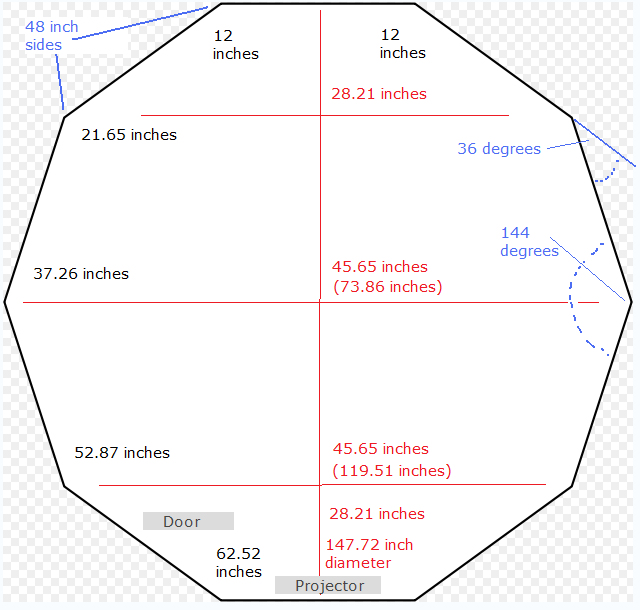 48 inch
sides
12
inches
12
inches
28.21 inches
21.65 inches
36 degrees
144
degrees
37.26 inches
45.65 inches
(73.86 inches)
52.87 inches
45.65 inches
(119.51 inches)
28.21 inches
Door
62.52
inches
147.72 inch
diameter
Projector